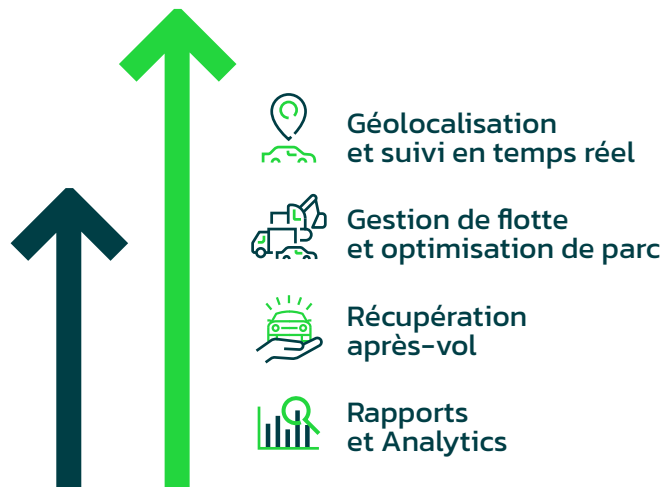 Géolocalisation
et suivi en temps réel
Gestion de flotte
et optimisation de parc
Récupération
après-vol
Rapports
et Analytics